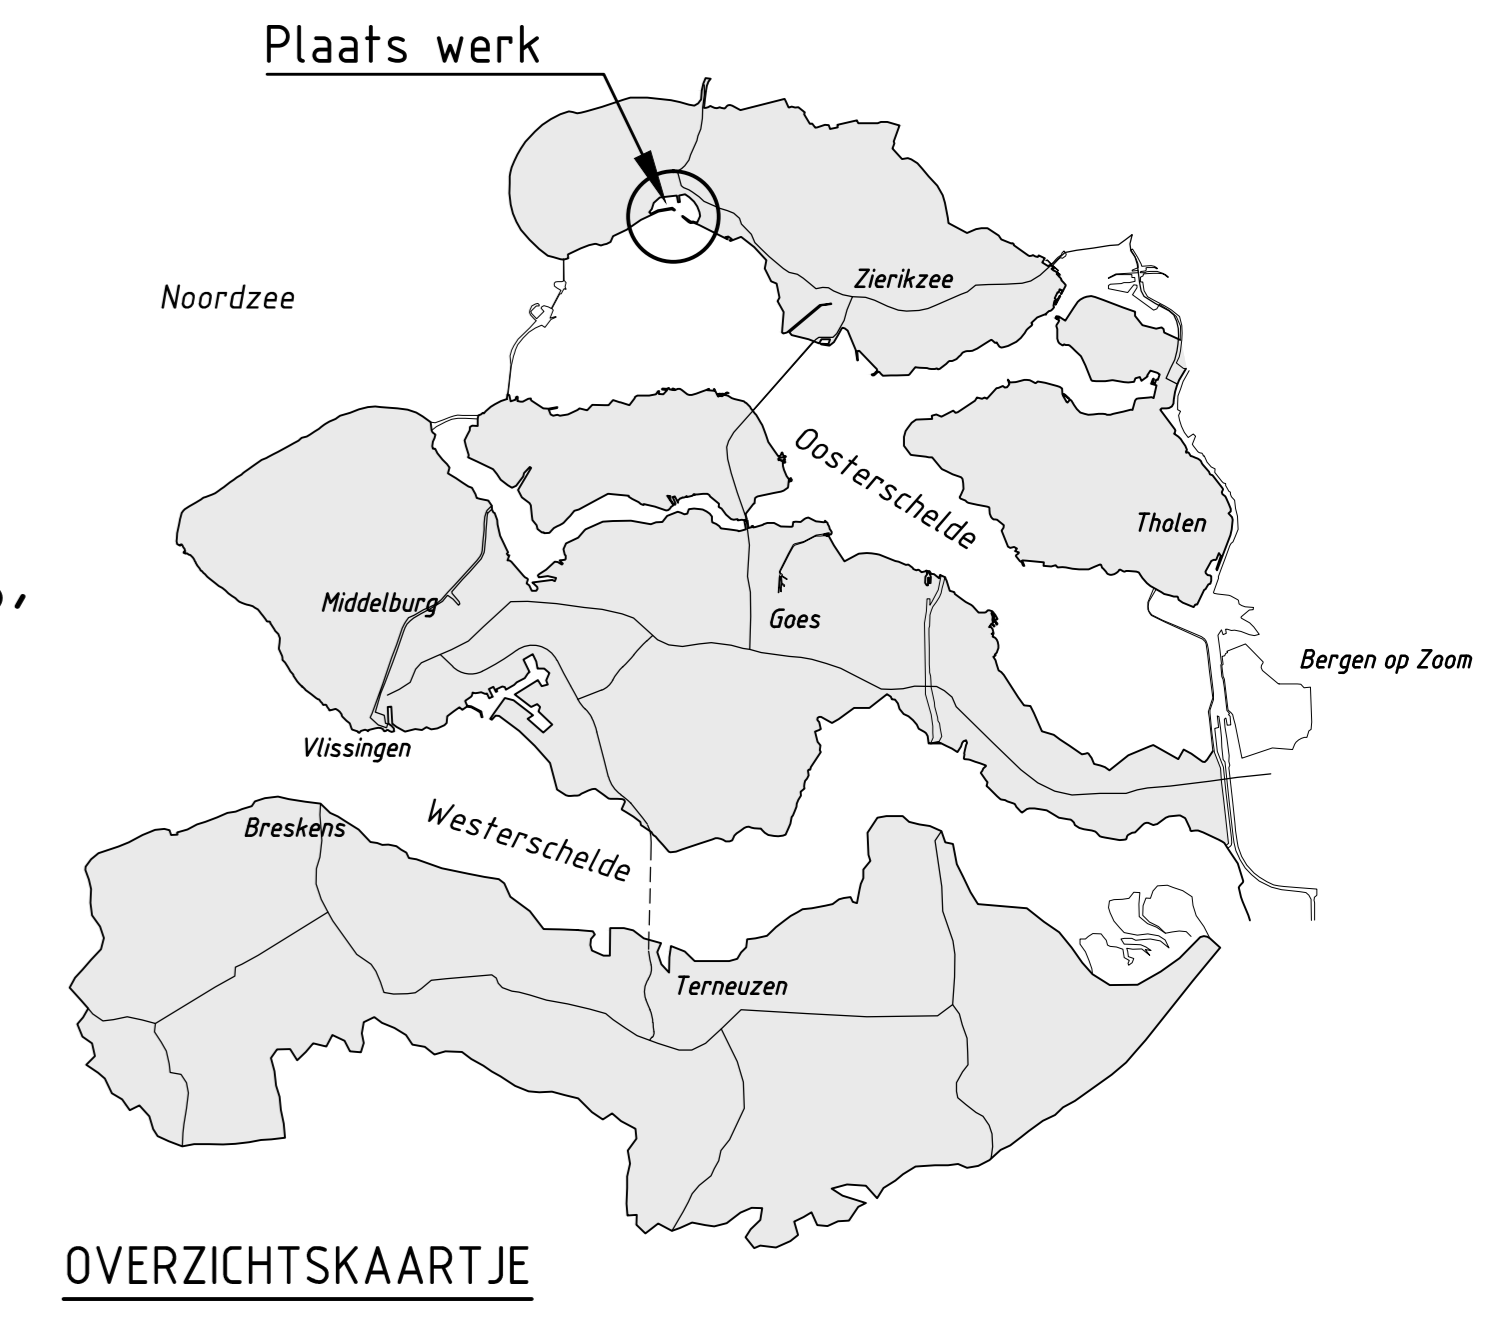 Plaats werk
Zierikzee
Noordzee
Oosterschelde
Tholen
Middelburg
Goes
Bergen op Zoom
Vlissingen
Westerschelde
Breskens
Terneuzen
OVERZICHTSKAARTJE